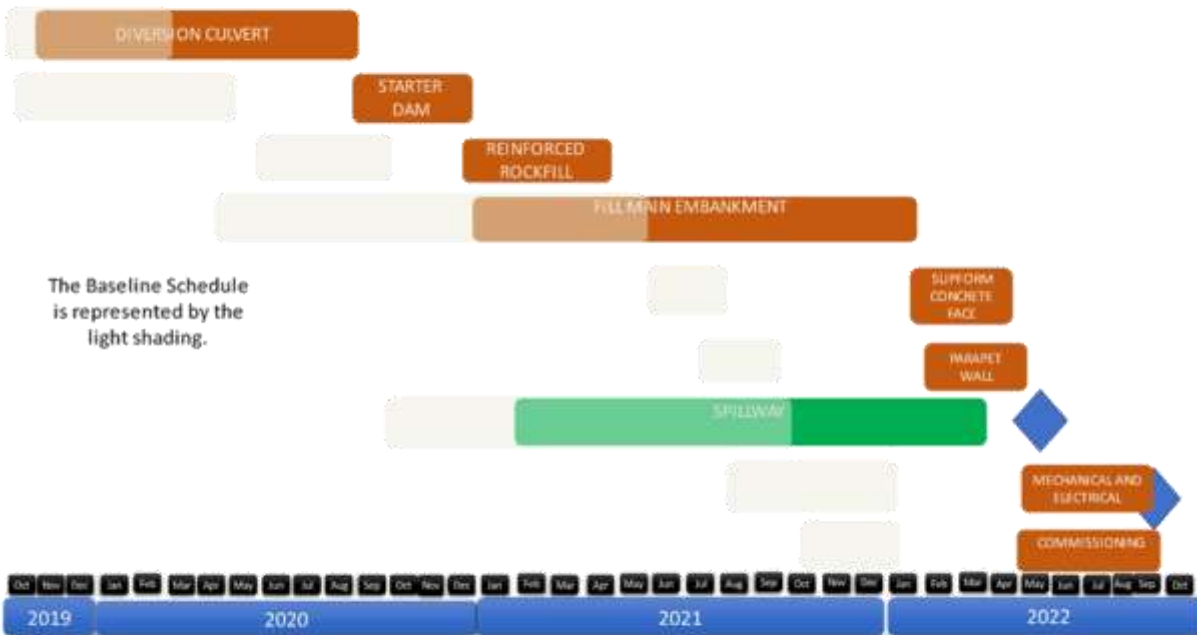 DIVERSION CULVERT
STARTER
DAM
REINFORCED
ROCKFILL
FILL MAIN EMBANKMENT
The Baseline Schedule
is represented by the
light shading.
SLIPFORM
CONCRETE
FACE
PARAPET
WALL
SPILLWAY
MECHANICAL AND
ELECTRICAL
COMMISSIONING
Oct Nov Dec Jan Feb Mar Apr May Jun Jul Aug Sep Oct Nov Dec Jan Feb Mar Apr May Jun Jul Aug Sep Oct Nov Dec Jan Feb Mar Apr May Jun Jul Aug Sep Oct
2019 2020 2021 2022